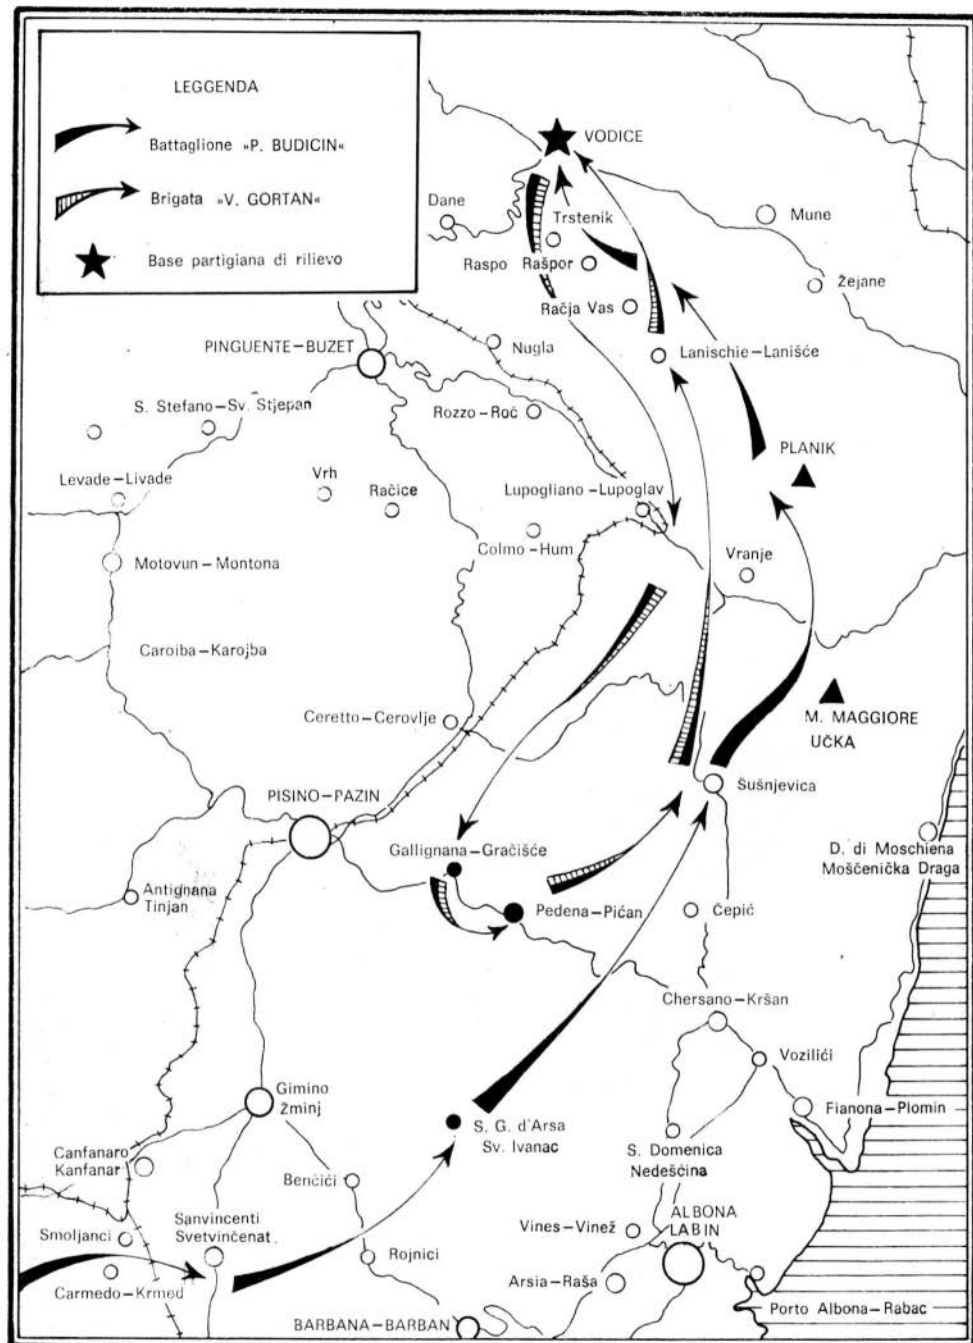 LEGGENDA
Battaglione »P. BUDICIN«
Brigata »V. GORTAN«
Base partigiana di rilievo
VODICE
Dane
Trstenik
Mune
Raspo Rašpor
Žejane
Račja Vas
PINGUENTE–BUZET
Nugla
Lanischie–Lanišće
S. Stefano–Sv. Stjepan
Rozzo–Roč
PLANIK
Levade–Livade
Vrh
Račice
Lupogliano–Lupoglav
Colmo–Hum
Motovun–Montona
Vranje
Caroiba–Karojba
Ceretto–Cerovlje
M. MAGGIORE
UČKA
Šušnjevica
PISINO–PAZIN
Gallignana–Gračišće
D. di Moschiena
Moščenička Draga
Antignana
Tinjan
Pedena–Pićan
Čepić
Chersano–Kršan
Vozilići
Gimino
Žminj
Fianona–Plomin
S. G. d'Arsa
Sv. Ivanac
S. Domenica
Nedešćina
Canfanaro
Kanfanar
Benčići
Sanvincenti
Svetvinčenat
Smoljanci
Vines–Vinež
ALBONA
LABIN
Rojnici
Arsia–Raša
Carmedo–Krmed
Porto Albona–Rabac
BARBANA–BARBAN